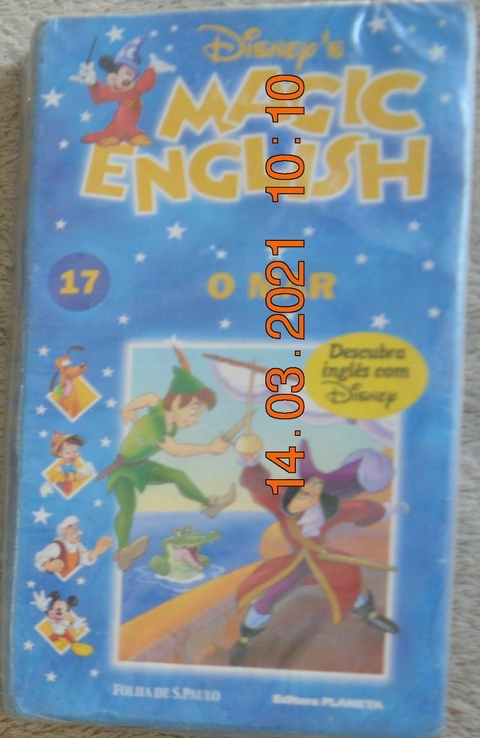 Disney's
MAGIC
ENGLISH
17
O MAR
Descubra
inglês com
Disney
14.03.2021 10:10
FOLHA DE S.PAULO
Editora PLANETA